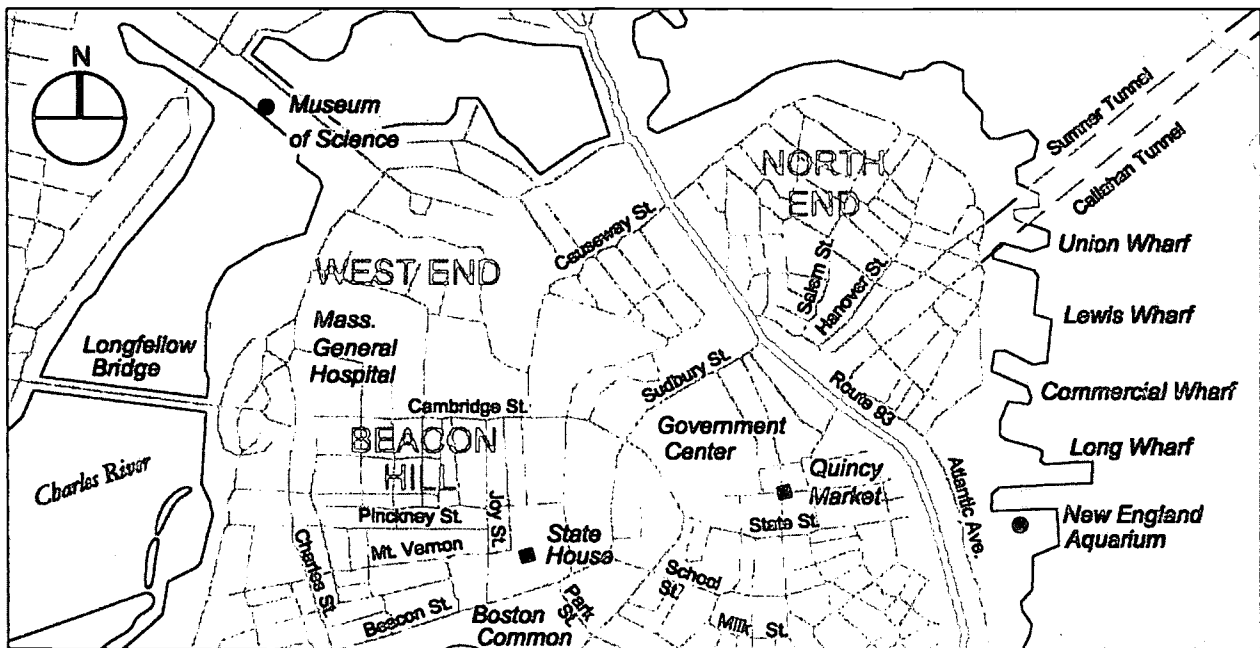 N
Museum
of Science
NORTH
END
Sumner Tunnel
Callahan Tunnel
Causeway St.
Union Wharf
WEST END
Salem St.
Hanover St.
Mass.
General
Hospital
Lewis Wharf
Longfellow
Bridge
Sudbury St.
Route 93
Commercial Wharf
Cambridge St.
Government
Center
BEACON
HILL
Long Wharf
Charles River
Quincy
Market
Atlantic Ave.
Pinckney St.
Joy St.
State St.
New England
Aquarium
Mt. Vernon
State
House
Charles St.
School
St.
Park
St.
Beacon St.
Boston
Common
Milk St.